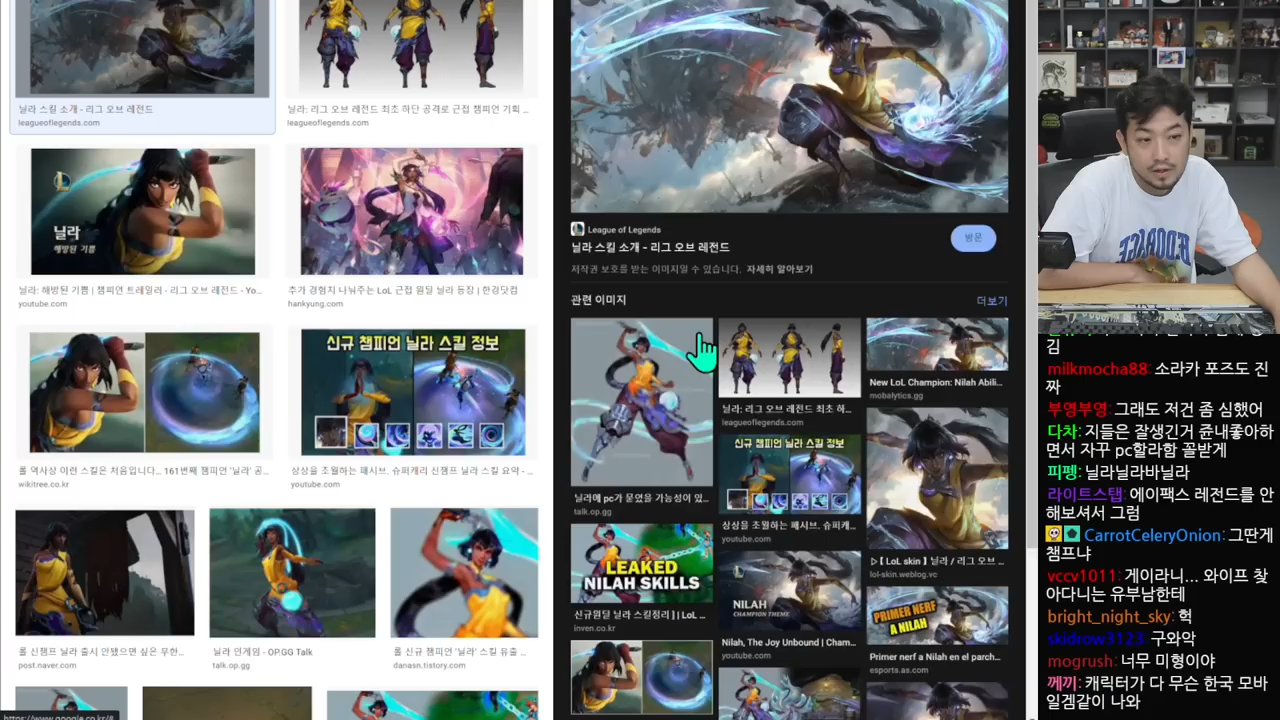 닐라 스킬 소개 - 리그 오브 레전드
leagueoflegends.com
닐라: 리그 오브 레전드 최초 하단 공격로 근접 챔피언 기획 ...
leagueoflegends.com
닐라
해방된 기쁨
닐라: 해방된 기쁨 | 챔피언 트레일러 - 리그 오브 레전드 - Yo...
youtube.com
추가 경험치 나눠주는 LoL 근접 원딜 닐라 등장 | 한경닷컴
hankyung.com
신규 챔피언 닐라 스킬 정보
롤 역사상 이런 스킬은 처음입니다... 161번째 챔피언 '닐라' 공...
wikitree.co.kr
상상을 초월하는 패시브. 슈퍼캐리 신챔프 닐라 스킬 요약 - ...
youtube.com
롤 신챔프 닐라 출시 안됐으면 싶은 무한...
post.naver.com
닐라 인게임 - OP.GG Talk
talk.op.gg
롤 신규 챔프 '닐라' 스킬 유출 ...
danasn.tistory.com
https://www.google.co.kr/#
League of Legends
닐라 스킬 소개 - 리그 오브 레전드
방문
저작권 보호를 받는 이미지일 수 있습니다. 자세히 알아보기
관련 이미지
더보기
닐라에 pc가 묻었을 가능성이 있...
talk.op.gg
LEAKED
NILAH SKILLS
신규원딜 닐라 스킬정리 ] | LoL ...
inven.co.kr
닐라: 리그 오브 레전드 최초 하...
leagueoflegends.com
신규 챔피언 닐라 스킬 정보
상상을 초월하는 패시브. 슈퍼캐...
youtube.com
NILAH
CHAMPION THEME
Nilah, The Joy Unbound | Cham...
youtube.com
New LoL Champion: Nilah Abili...
mobalytics.gg
▷【 LoL skin 】닐라 / 리그 오브 ...
lol-skin.weblog.vc
PRIMER NERF
A NILAH
Primer nerf a Nilah en el parch...
esports.as.com
김
milkmocha88: 소라카 포즈도 진
짜
부영부영: 그래도 저건 좀 심했어
다차: 지들은 잘생긴거 쥰내좋아하
면서 자꾸 pc할라함 꼴받게
피펭: 닐라닐라바닐라
라이트스탭: 에이팩스 레전드를 안
해보셔서 그럼
CarrotCeleryOnion: 그딴게
챔프냐
vccv1011: 게이라니... 와이프 찾
아다니는 유부남한테
bright_night_sky: 헉
skidrow3123: 구와악
mogrush: 너무 미형이야
께끼: 캐릭터가 다 무슨 한국 모바
일겜같이 나와